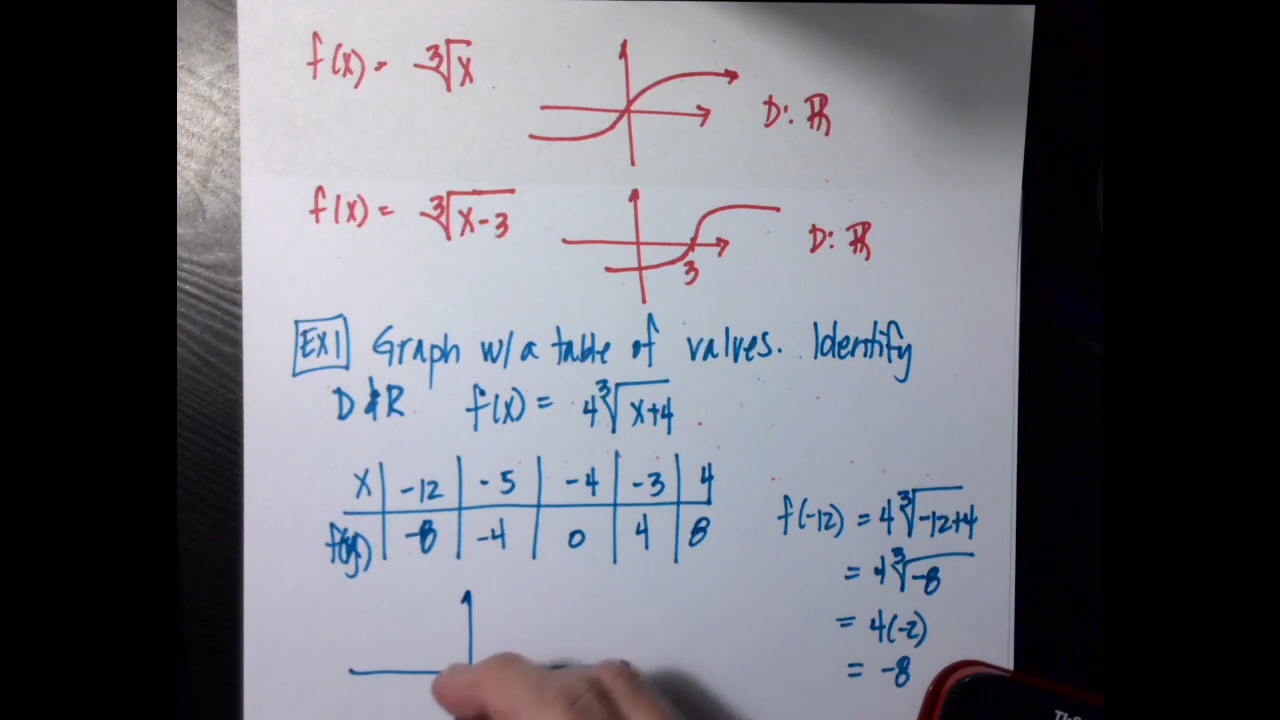 f(x) = ∛x
D: ℝ
f(x) = ∛(x-3)
3
D: ℝ
EX1 Graph w/ a table of values. Identify
D & R f(x) = 4∛(x+4)
x | -12 | -5 | -4 | -3 | 4
f(x) | -8 | -4 | 0 | 4 | 8
f(-12) = 4∛(-12+4)
= 4∛-8
= 4(-2)
= -8